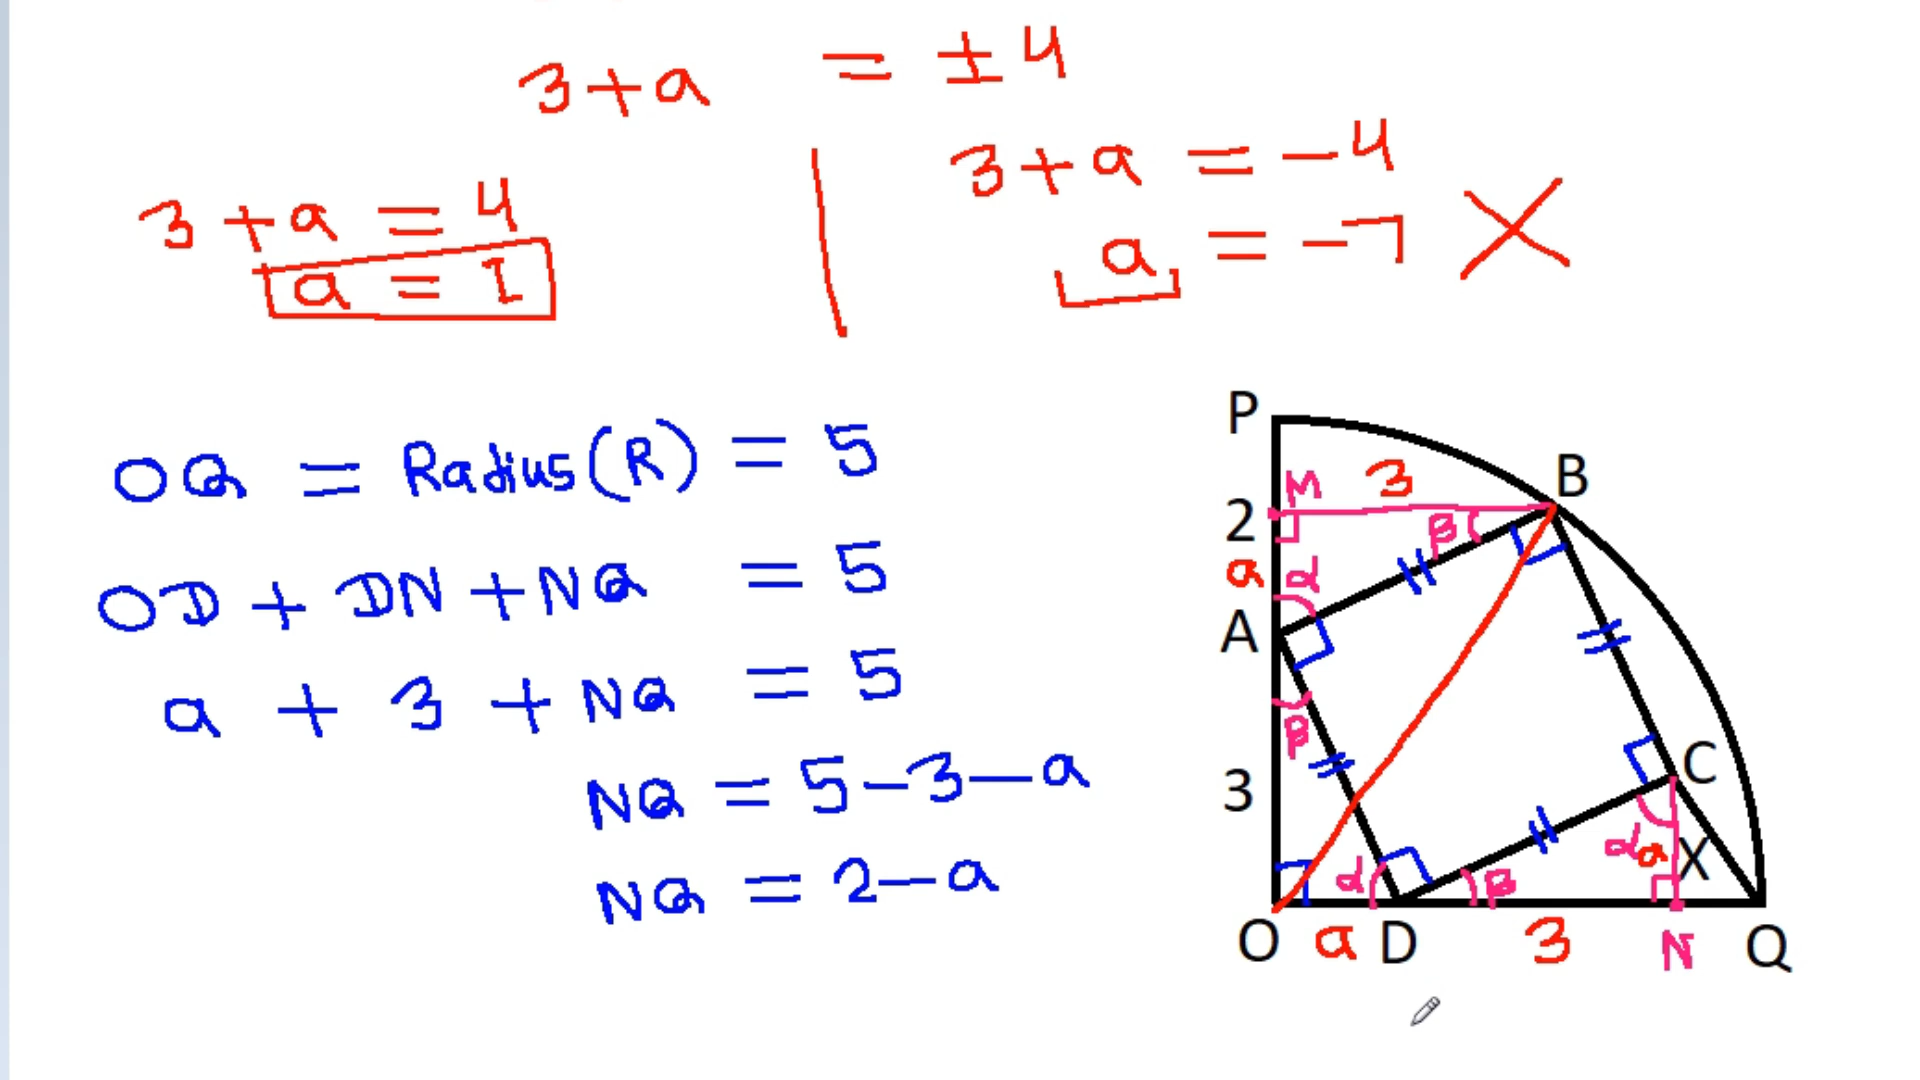 3+a = ±4
3+a = 4
a = 1
3+a = -4
a = -7 X
OQ = Radius(R) = 5
OD + DN + NQ = 5
a + 3 + NQ = 5
NQ = 5-3-a
NQ = 2-a
P
M 3 B
2 β
a α
A
β
3 C
α a X
α β
O a D 3 N Q